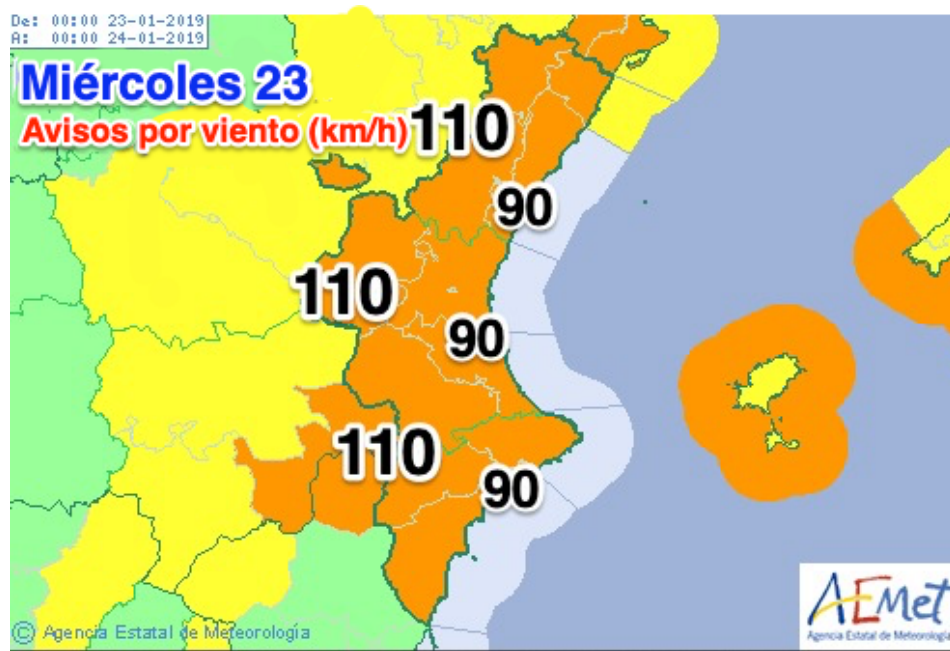 De: 00:00 23-01-2019
A: 00:00 24-01-2019
Miércoles 23
Avisos por viento (km/h)
110
90
110
90
110
90
© Agencia Estatal de Meteorología
AEMet
Agencia Estatal de Meteorología